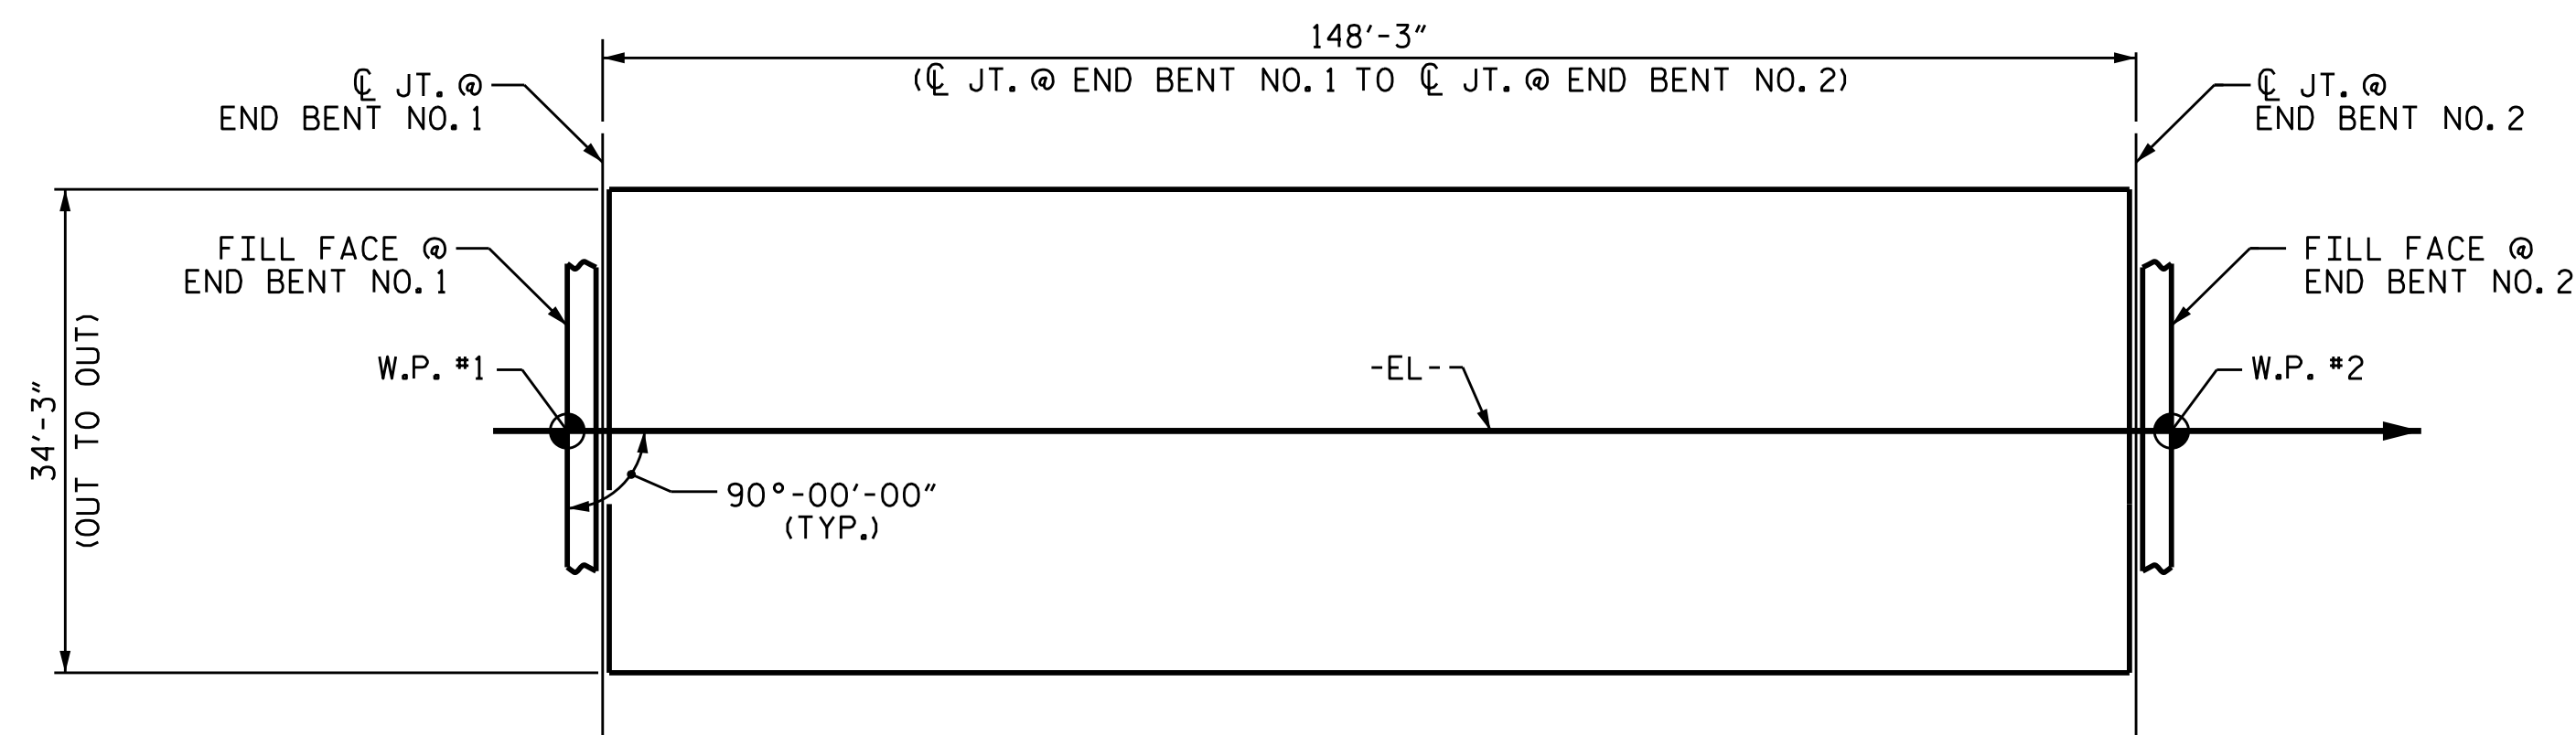 148'-3"
(℄ JT. @ END BENT NO. 1 TO ℄ JT. @ END BENT NO. 2)
℄ JT. @
END BENT NO. 1
℄ JT. @
END BENT NO. 2
FILL FACE @
END BENT NO. 1
FILL FACE @
END BENT NO. 2
W.P. #1
-EL-
W.P. #2
34'-3"
(OUT TO OUT)
90°-00'-00"
(TYP.)